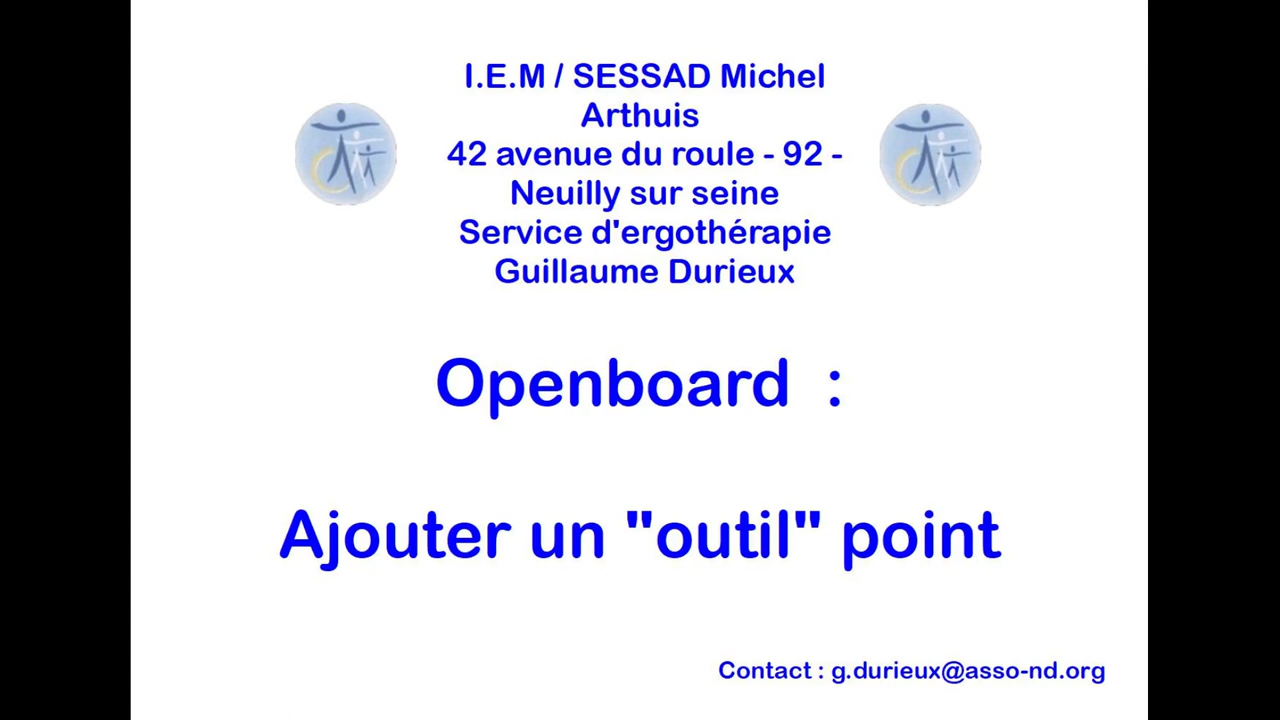 I.E.M / SESSAD Michel
Arthuis
42 avenue du roule - 92 -
Neuilly sur seine
Service d'ergothérapie
Guillaume Durieux
Openboard  :
Ajouter un "outil" point
Contact : g.durieux@asso-nd.org